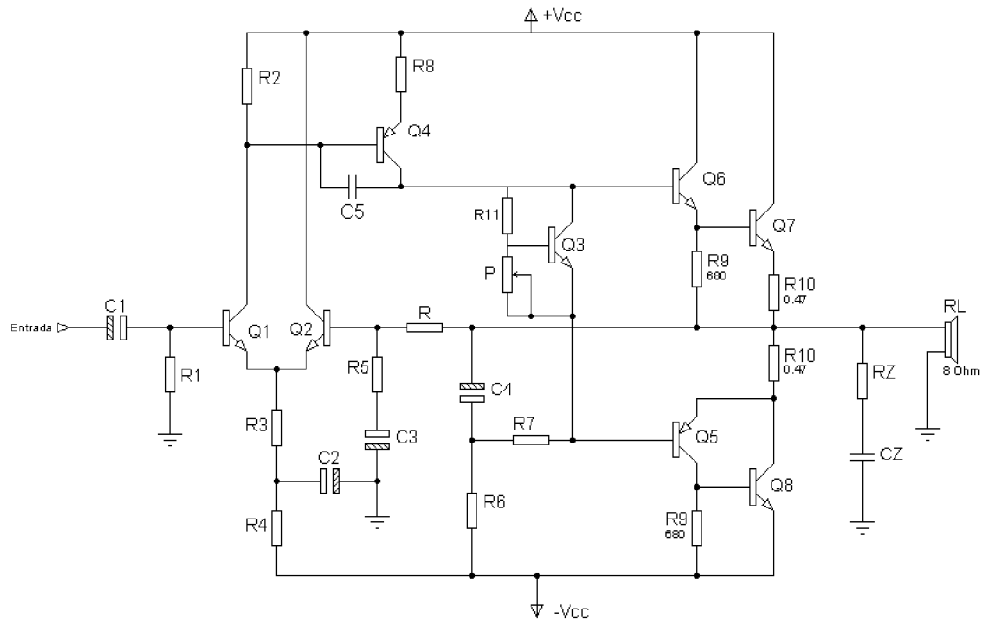 +Vcc
R2
R8
Q4
C5
Q6
R11
Q3
Q7
R9
680
P
R10
0.47
C1
R
RL
Entrada
Q1
Q2
R1
R5
R10
0.47
RZ
8 Ohm
C4
R3
C3
R7
Q5
C2
CZ
R6
Q8
R4
R9
680
-Vcc